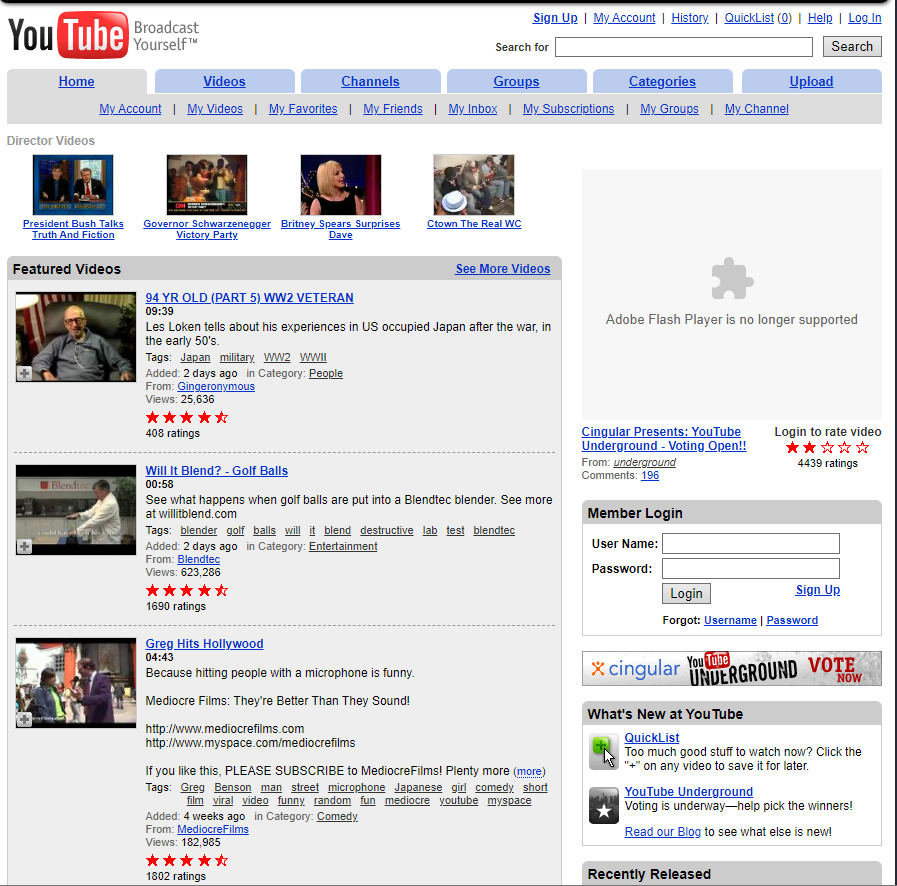 YouTube Broadcast Yourself™
Sign Up | My Account | History | QuickList (0) | Help | Log In
Search for Search
Home Videos Channels Groups Categories Upload
My Account | My Videos | My Favorites | My Friends | My Inbox | My Subscriptions | My Groups | My Channel
Director Videos
President Bush Talks
Truth And Fiction
Governor Schwarzenegger
Victory Party
Britney Spears Surprises
Dave
Ctown The Real WC
Featured Videos See More Videos
94 YR OLD (PART 5) WW2 VETERAN
09:39
Les Loken tells about his experiences in US occupied Japan after the war, in
the early 50's.
Tags: Japan military WW2 WWII
Added: 2 days ago in Category: People
From: Gingeronymous
Views: 25,636
408 ratings
Blendtec
Will It Blend? - Golf Balls
00:58
See what happens when golf balls are put into a Blendtec blender. See more
at willitblend.com
Tags: blender golf balls will it blend destructive lab test blendtec
Added: 2 days ago in Category: Entertainment
From: Blendtec
Views: 623,286
1690 ratings
Greg Hits Hollywood
04:43
Because hitting people with a microphone is funny.
Mediocre Films: They're Better Than They Sound!
http://www.mediocrefilms.com
http://www.myspace.com/mediocrefilms
If you like this, PLEASE SUBSCRIBE to MediocreFilms! Plenty more (more)
Tags: Greg Benson man street microphone Japanese girl comedy short
film viral video funny random fun mediocre youtube myspace
Added: 4 weeks ago in Category: Comedy
From: MediocreFilms
Views: 182,985
1802 ratings
Adobe Flash Player is no longer supported
Cingular Presents: YouTube
Underground - Voting Open!!
From: underground
Comments: 196
Login to rate video
4439 ratings
Member Login
User Name:
Password:
Login Sign Up
Forgot: Username | Password
cingular YouTube UNDERGROUND VOTE NOW
What's New at YouTube
QuickList
Too much good stuff to watch now? Click the
"+" on any video to save it for later.
YouTube Underground
Voting is underway—help pick the winners!
Read our Blog to see what else is new!
Recently Released